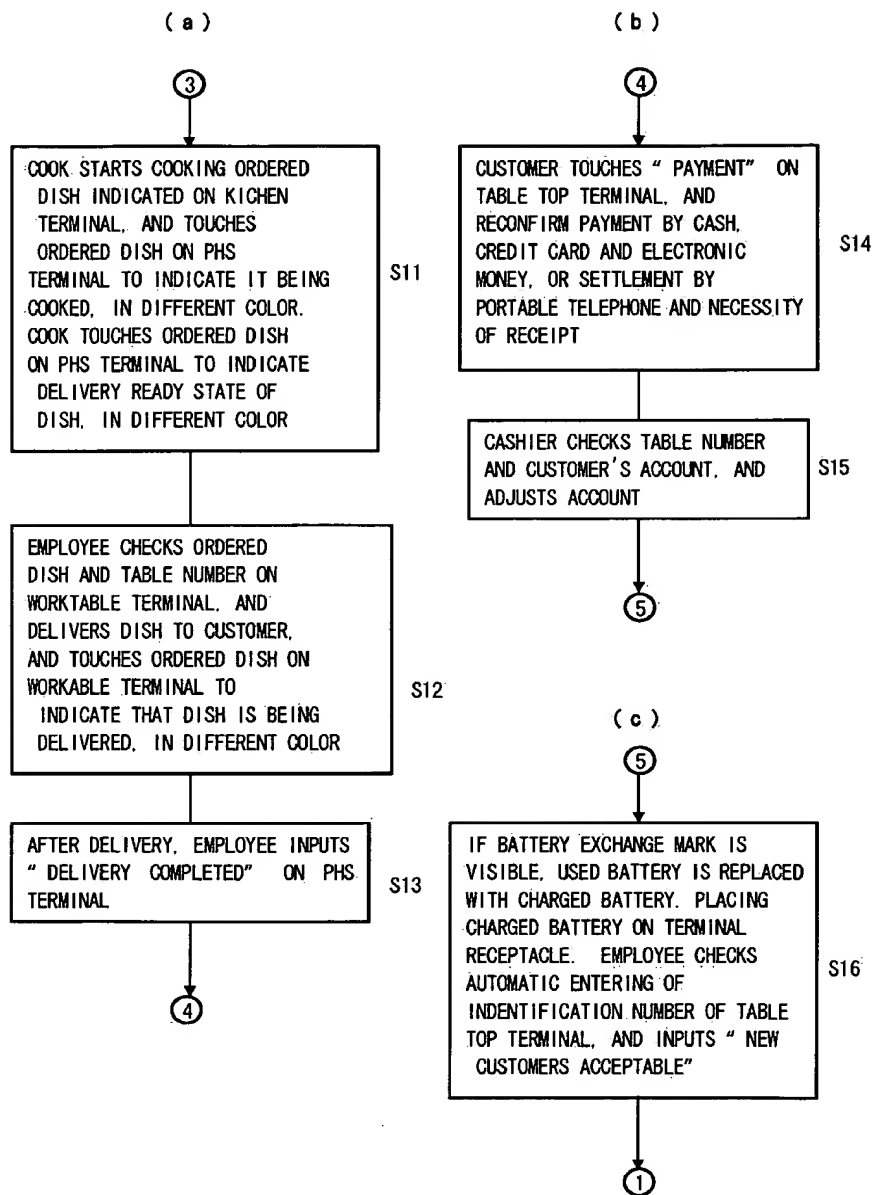 (a)
3
COOK STARTS COOKING ORDERED
DISH INDICATED ON KICHEN
TERMINAL, AND TOUCHES
ORDERED DISH ON PHS
TERMINAL TO INDICATE IT BEING
COOKED, IN DIFFERENT COLOR.
COOK TOUCHES ORDERED DISH
ON PHS TERMINAL TO INDICATE
DELIVERY READY STATE OF
DISH, IN DIFFERENT COLOR
S11
EMPLOYEE CHECKS ORDERED
DISH AND TABLE NUMBER ON
WORKTABLE TERMINAL, AND
DELIVERS DISH TO CUSTOMER,
AND TOUCHES ORDERED DISH ON
WORKABLE TERMINAL TO
INDICATE THAT DISH IS BEING
DELIVERED, IN DIFFERENT COLOR
S12
AFTER DELIVERY, EMPLOYEE INPUTS
" DELIVERY COMPLETED" ON PHS
TERMINAL
S13
4
(b)
4
CUSTOMER TOUCHES " PAYMENT" ON
TABLE TOP TERMINAL, AND
RECONFIRM PAYMENT BY CASH,
CREDIT CARD AND ELECTRONIC
MONEY, OR SETTLEMENT BY
PORTABLE TELEPHONE AND NECESSITY
OF RECEIPT
S14
CASHIER CHECKS TABLE NUMBER
AND CUSTOMER'S ACCOUNT, AND
ADJUSTS ACCOUNT
S15
5
(c)
5
IF BATTERY EXCHANGE MARK IS
VISIBLE, USED BATTERY IS REPLACED
WITH CHARGED BATTERY. PLACING
CHARGED BATTERY ON TERMINAL
RECEPTACLE. EMPLOYEE CHECKS
AUTOMATIC ENTERING OF
INDENTIFICATION NUMBER OF TABLE
TOP TERMINAL, AND INPUTS " NEW
CUSTOMERS ACCEPTABLE"
S16
1